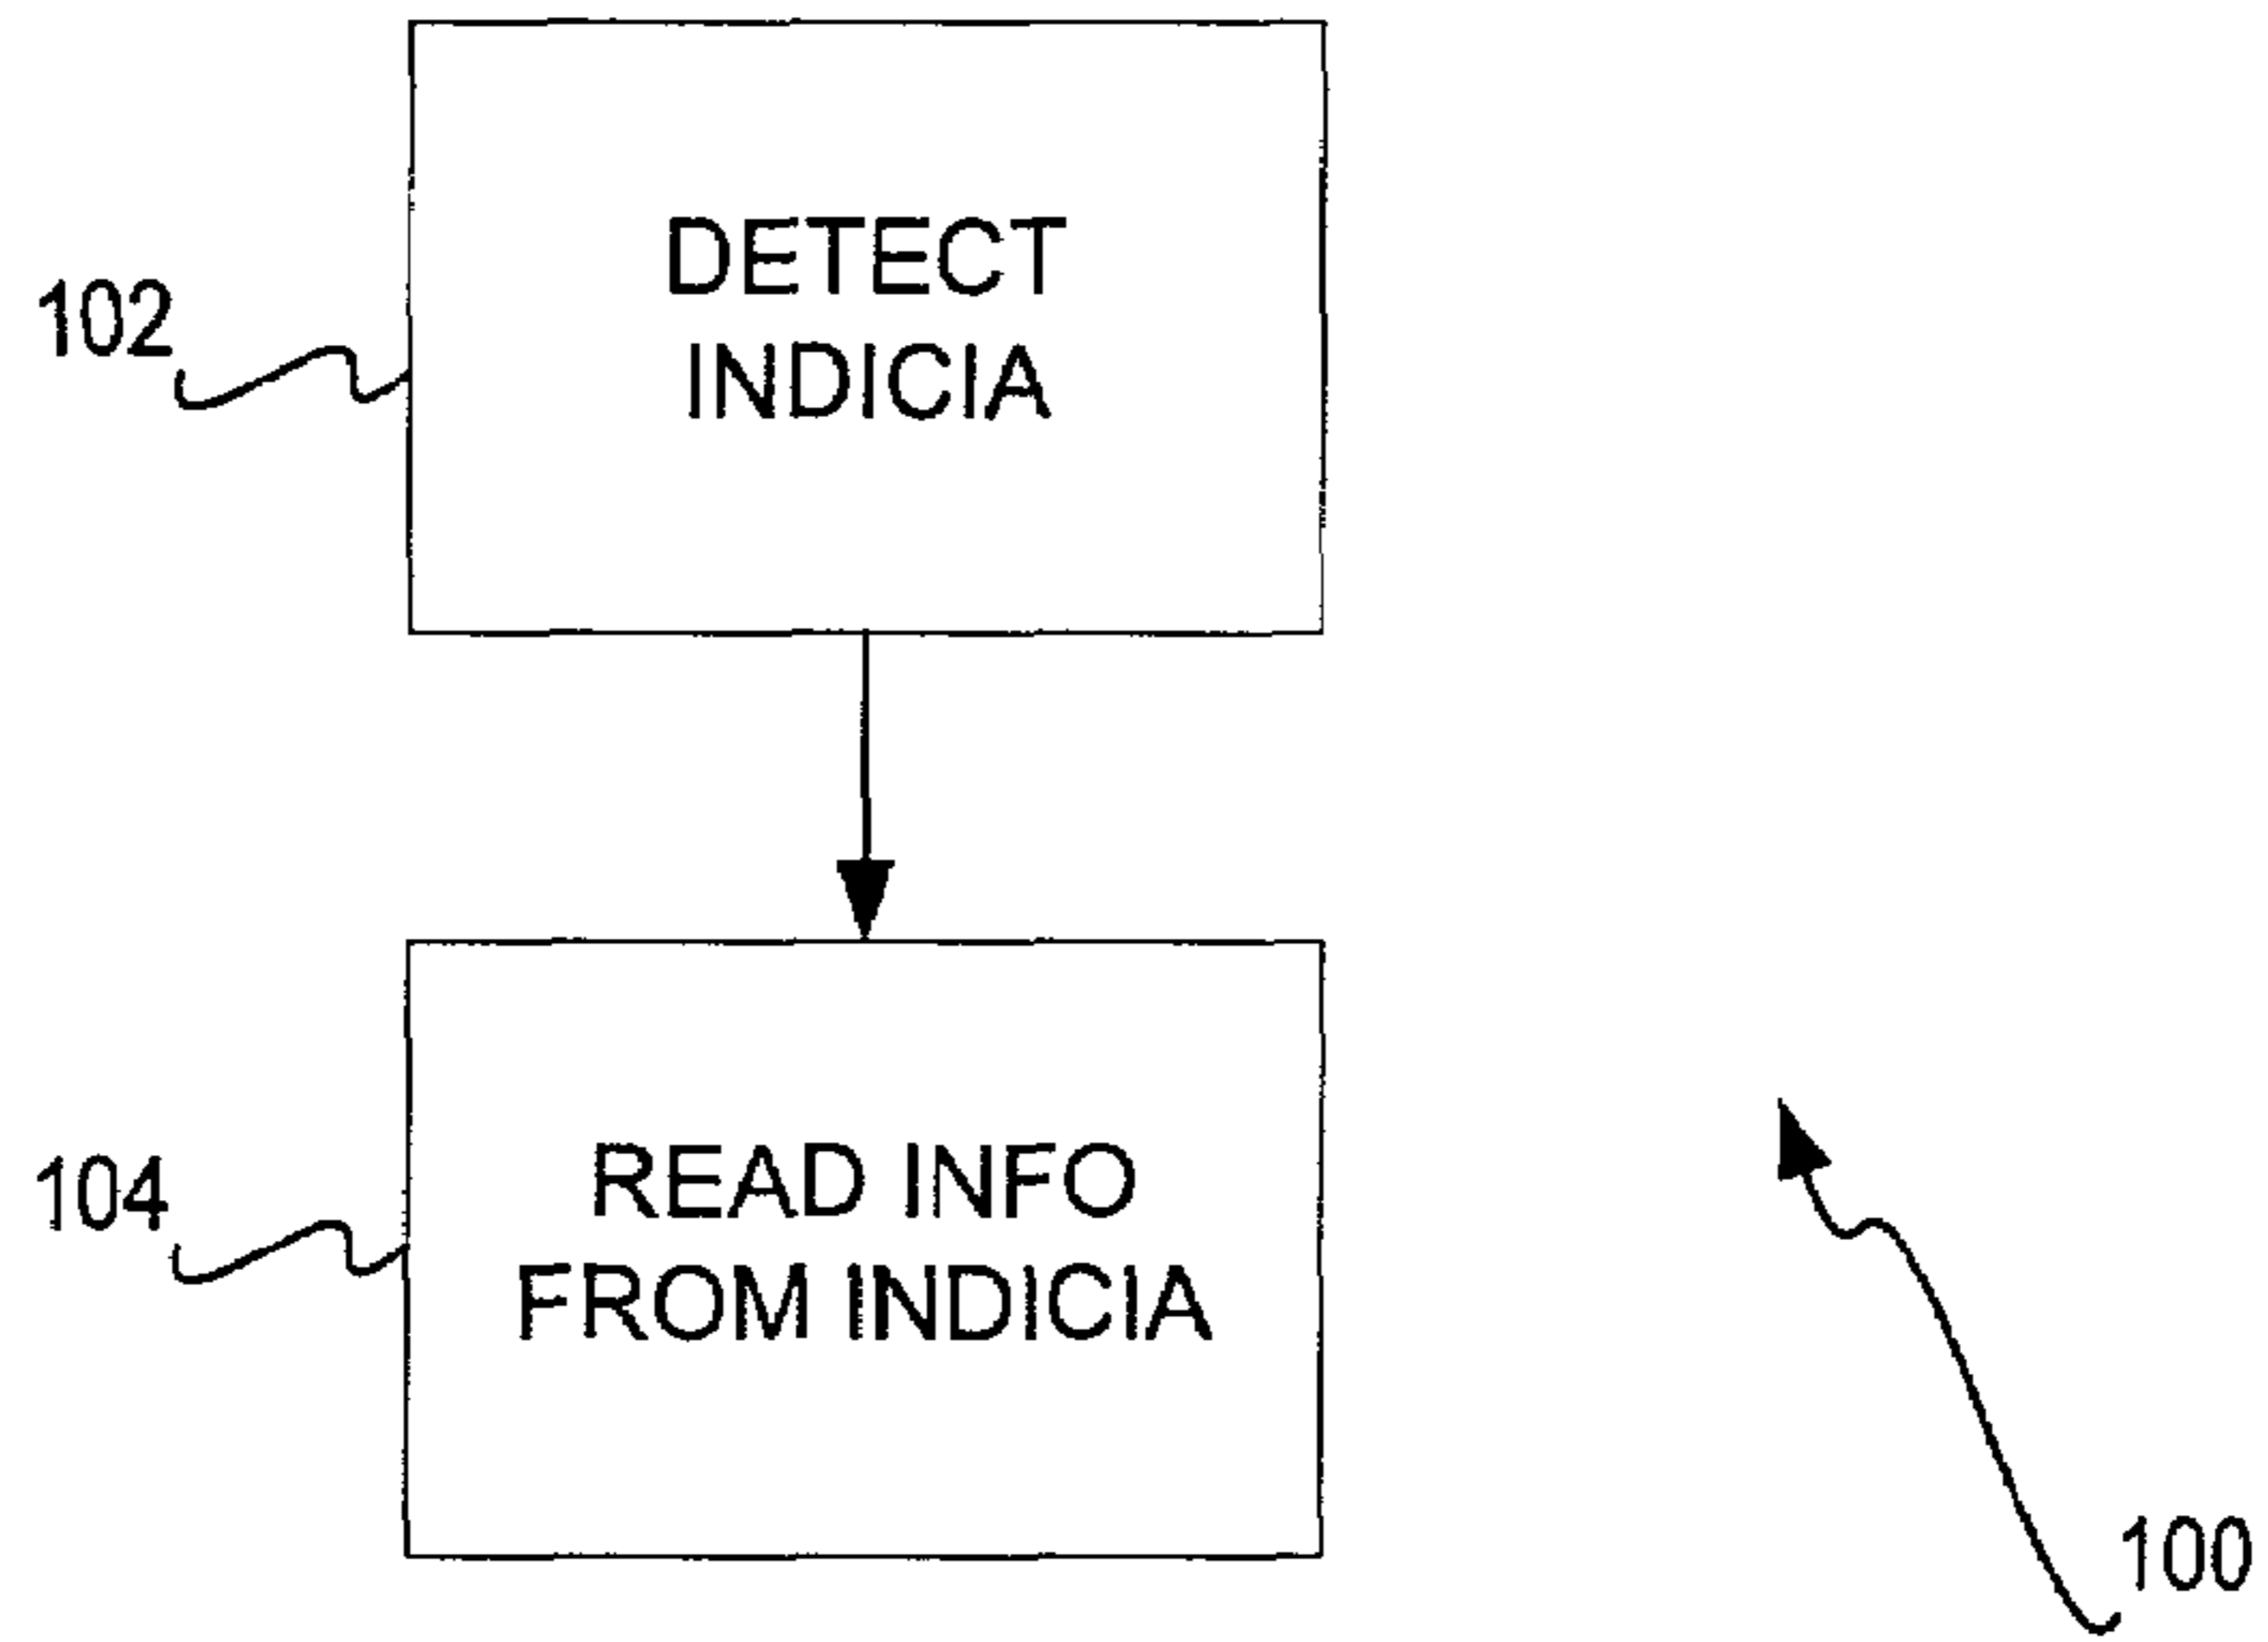 DETECT
INDICIA
102
READ INFO
FROM INDICIA
104
100